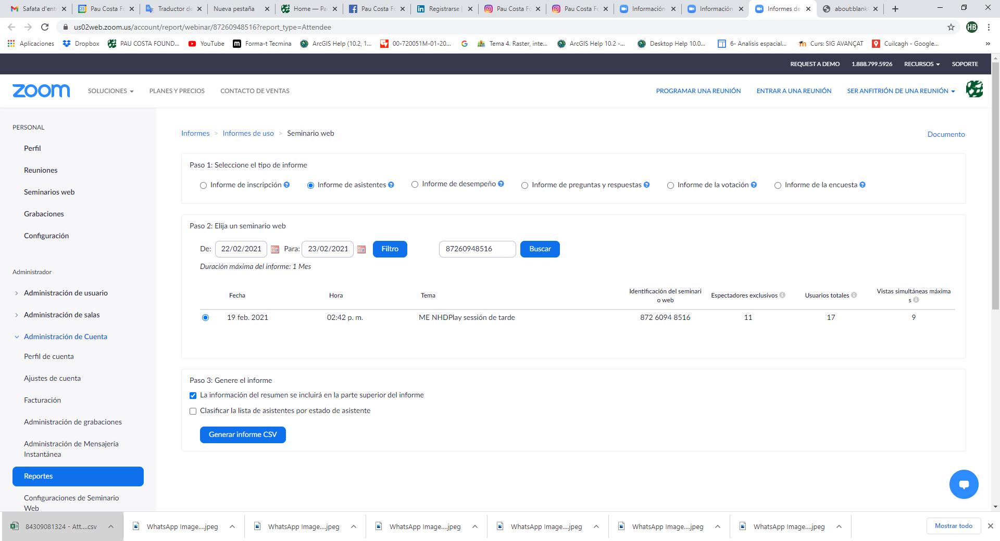 Safata d'ent
Pau Costa Fo
Traductor de
Nueva pestaña
Home — Pa
Pau Costa F
Registrarse
Pau Costa Fo
Pau Costa Fo
Información
Información
Informes de
about:blank
us02web.zoom.us/account/report/webinar/87260948516?report_type=Attendee
HB
Aplicaciones
Dropbox
PAU COSTA FOUND...
YouTube
Forma-t Tecmina
ArcGIS Help (10.2, 1...
00-720051M-01-20...
Tema 4. Raster, inte...
ArcGIS Help 10.2 -...
Desktop Help 10.0...
6- Analisis espacial...
Curs: SIG AVANÇAT
Cuilcagh - Google...
»
REQUEST A DEMO
1.888.799.5926
RECURSOS
SOPORTE
zoom
SOLUCIONES
PLANES Y PRECIOS
CONTACTO DE VENTAS
PROGRAMAR UNA REUNIÓN
ENTRAR A UNA REUNIÓN
SER ANFITRIÓN DE UNA REUNIÓN
PERSONAL
Perfil
Reuniones
Seminarios web
Grabaciones
Configuración
Administrador
Administración de usuario
Administración de salas
Administración de Cuenta
Perfil de cuenta
Ajustes de cuenta
Facturación
Administración de grabaciones
Administración de Mensajería
Instantánea
Reportes
Configuraciones de Seminario
Web
Informes > Informes de uso > Seminario web
Documento
Paso 1: Seleccione el tipo de informe
Informe de inscripción
Informe de asistentes
Informe de desempeño
Informe de preguntas y respuestas
Informe de la votación
Informe de la encuesta
Paso 2: Elija un seminario web
De: 22/02/2021 Para: 23/02/2021 Filtro 87260948516 Buscar
Duración máxima del informe: 1 Mes
Fecha
Hora
Tema
Identificación del seminari
o web
Espectadores exclusivos
Usuarios totales
Vistas simultáneas máxima
s
19 feb. 2021 02:42 p. m. ME NHDPlay sessión de tarde 872 6094 8516 11 17 9
Paso 3: Genere el informe
La información del resumen se incluirá en la parte superior del informe
Clasificar la lista de asistentes por estado de asistente
Generar informe CSV
84309081324 - Att....csv
WhatsApp Image....jpeg
WhatsApp Image....jpeg
WhatsApp Image....jpeg
WhatsApp Image....jpeg
WhatsApp Image....jpeg
WhatsApp Image....jpeg
Mostrar todo